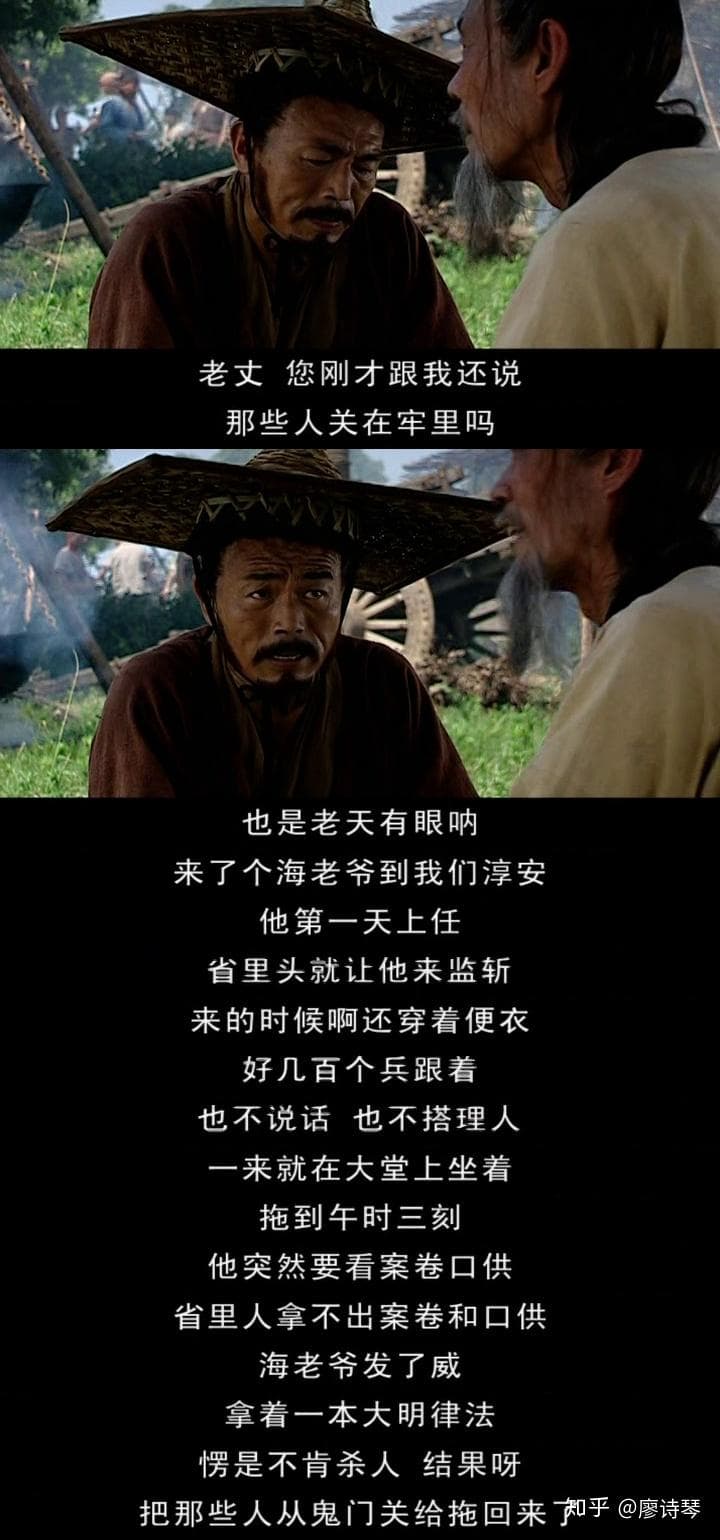 老丈 您刚才跟我还说
那些人关在牢里吗
也是老天有眼呐
来了个海老爷到我们淳安
他第一天上任
省里头就让他来监斩
来的时候啊还穿着便衣
好几百个兵跟着
也不说话 也不搭理人
一来就在大堂上坐着
拖到午时三刻
他突然要看案卷口供
省里人拿不出案卷和口供
海老爷发了威
拿着一本大明律法
愣是不肯杀人 结果呀
把那些人从鬼门关给拖回来了
知乎 @廖诗琴